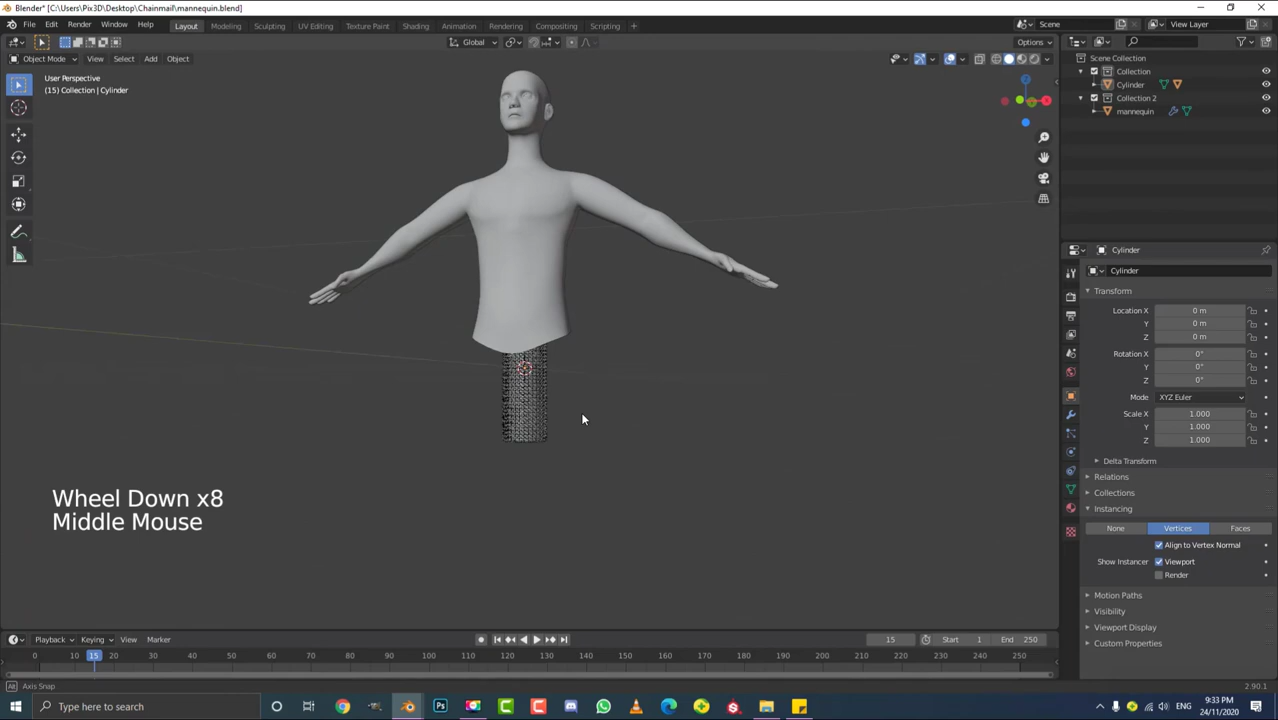 Blender* [C:\Users\Pix3D\Desktop\Chainmail\mannequin.blend]
File Edit Render Window Help Layout Modeling Sculpting UV Editing Texture Paint Shading Animation Rendering Compositing Scripting Scene View Layer
Global Options
Object Mode View Select Add Object
User Perspective
(15) Collection | Cylinder
Scene Collection
Collection
Cylinder
Collection 2
mannequin
Cylinder
Cylinder
Transform
Location X 0 m
Y 0 m
Z 0 m
Rotation X 0°
Y 0°
Z 0°
Mode XYZ Euler
Scale X 1.000
Y 1.000
Z 1.000
Delta Transform
Relations
Collections
Instancing
None Vertices Faces
Align to Vertex Normal
Show Instancer Viewport
Render
Motion Paths
Visibility
Viewport Display
Custom Properties
Wheel Down x8
Middle Mouse
Playback Keying View Marker 15 Start 1 End 250
0 10 15 20 30 40 50 60 70 80 90 100 110 120 130 140 150 160 170 180 190 200 210 220 230 240 250
Axis Snap 2.90.1
Type here to search
9:33 PM
24/11/2020